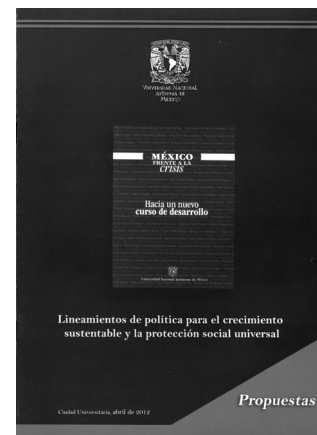 UNIVERSIDAD NACIONAL
AUTÓNOMA DE
MÉXICO
MÉXICO
FRENTE A LA
CRISIS
Hacia un nuevo
curso de desarrollo
Universidad Nacional Autónoma de México
Lineamientos de política para el crecimiento
sustentable y la protección social universal
Propuestas
Ciudad Universitaria, abril de 2012